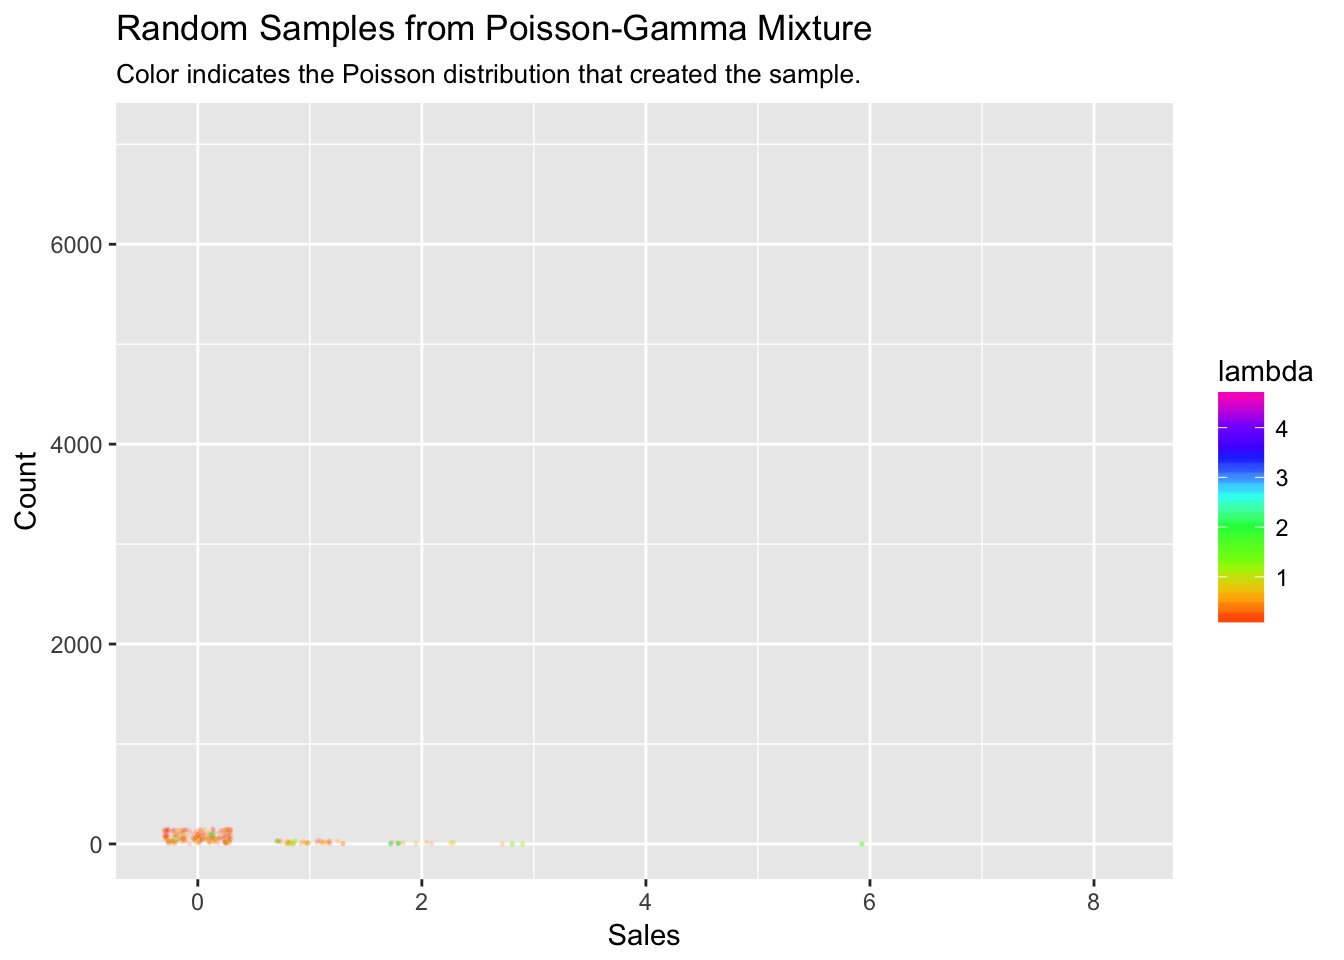 Random Samples from Poisson-Gamma Mixture
Color indicates the Poisson distribution that created the sample.
6000
4000
2000
0
Count
0 2 4 6 8
Sales
lambda
4
3
2
1